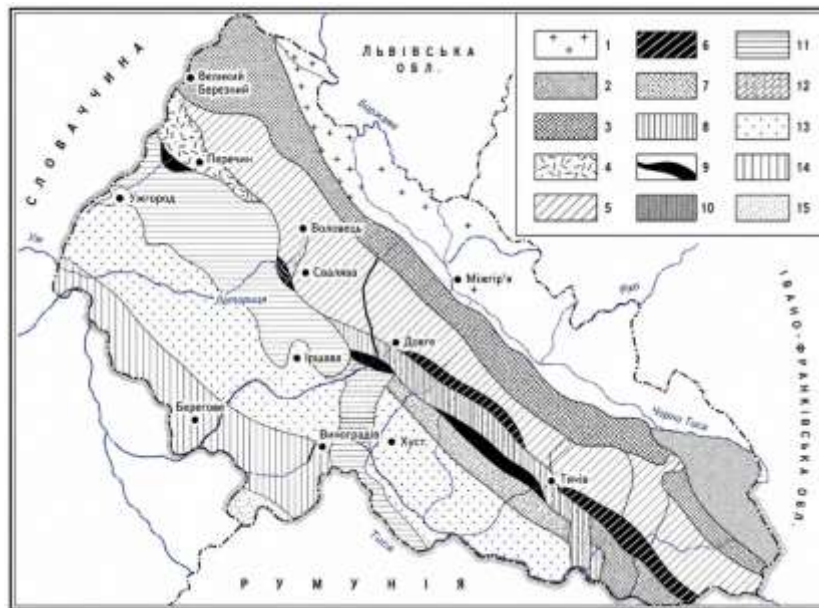 СЛОВАЧЧИНА
ЛЬВІВСЬКА
ОБЛ.
1
6
11
2
7
12
3
8
13
4
9
14
5
10
15
Великий
Березний
Перечин
Ужгород
Воловець
Свалява
Міжгір'я
Уж
Латориця
Ріка
Довге
Іршава
Берегове
Виноградів
Хуст
Чорна Тиса
Тячів
Тиса
РУМУНІЯ
ІВАНО-ФРАНКІВСЬКА ОБЛ.